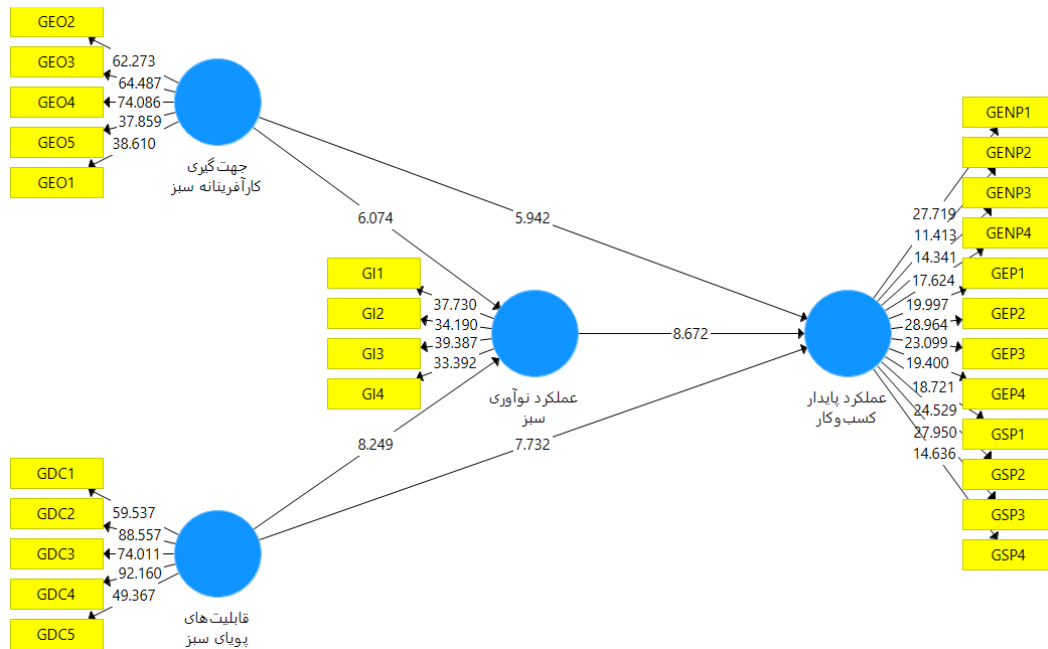 GEO2
GEO3
GEO4
GEO5
GEO1
62.273
64.487
74.086
37.859
38.610
جهت‌گیری
کارآفرینانه سبز
6.074
5.942
GI1
GI2
GI3
GI4
37.730
34.190
39.387
33.392
عملکرد نوآوری
سبز
8.672
8.249
7.732
GDC1
GDC2
GDC3
GDC4
GDC5
59.537
88.557
74.011
92.160
49.367
قابلیت‌های
پویای سبز
عملکرد پایدار
کسب‌وکار
27.719
11.413
14.341
17.624
19.997
28.964
23.099
19.400
18.721
24.529
27.950
14.636
GENP1
GENP2
GENP3
GENP4
GEP1
GEP2
GEP3
GEP4
GSP1
GSP2
GSP3
GSP4